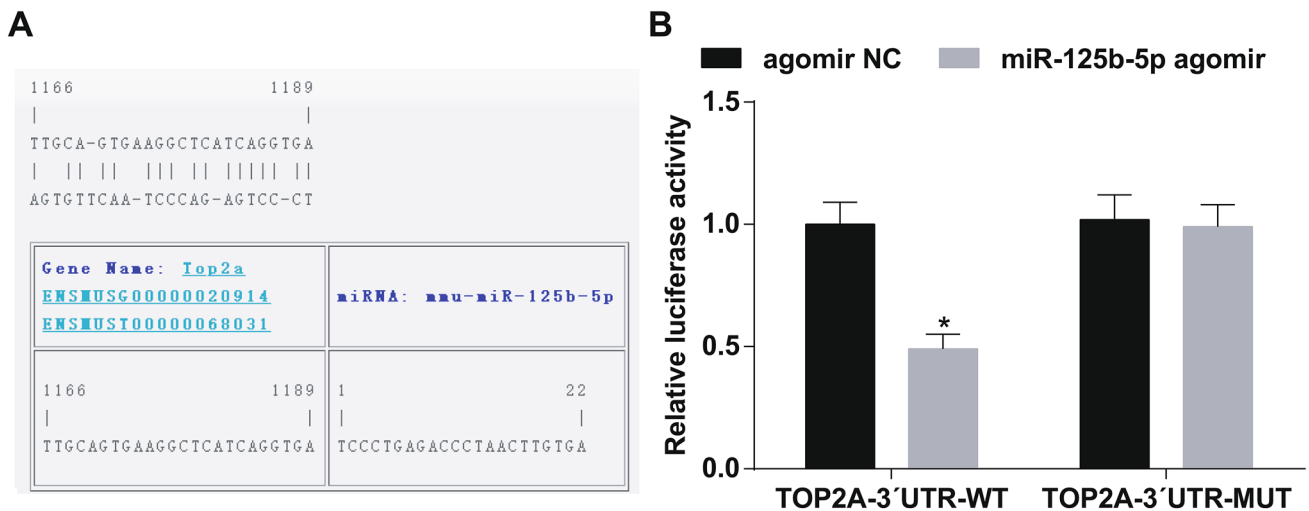 A
1166 1189
TTGCA-GTGAAGGCTCATCAGGTGA
AGTGTTCAA-TCCCAG-AGTCC-CT
Gene Name: Top2a
ENSMUSG00000020914
ENSMUST00000068031
miRNA: mmu-miR-125b-5p
1166 1189
TTGCAGTGAAGGCTCATCAGGTGA
1 22
TCCCTGAGACCCTAACTTGTGA
B
agomir NC
miR-125b-5p agomir
Relative luciferase activity
1.5
1.0
0.5
0.0
*
TOP2A-3´UTR-WT
TOP2A-3´UTR-MUT